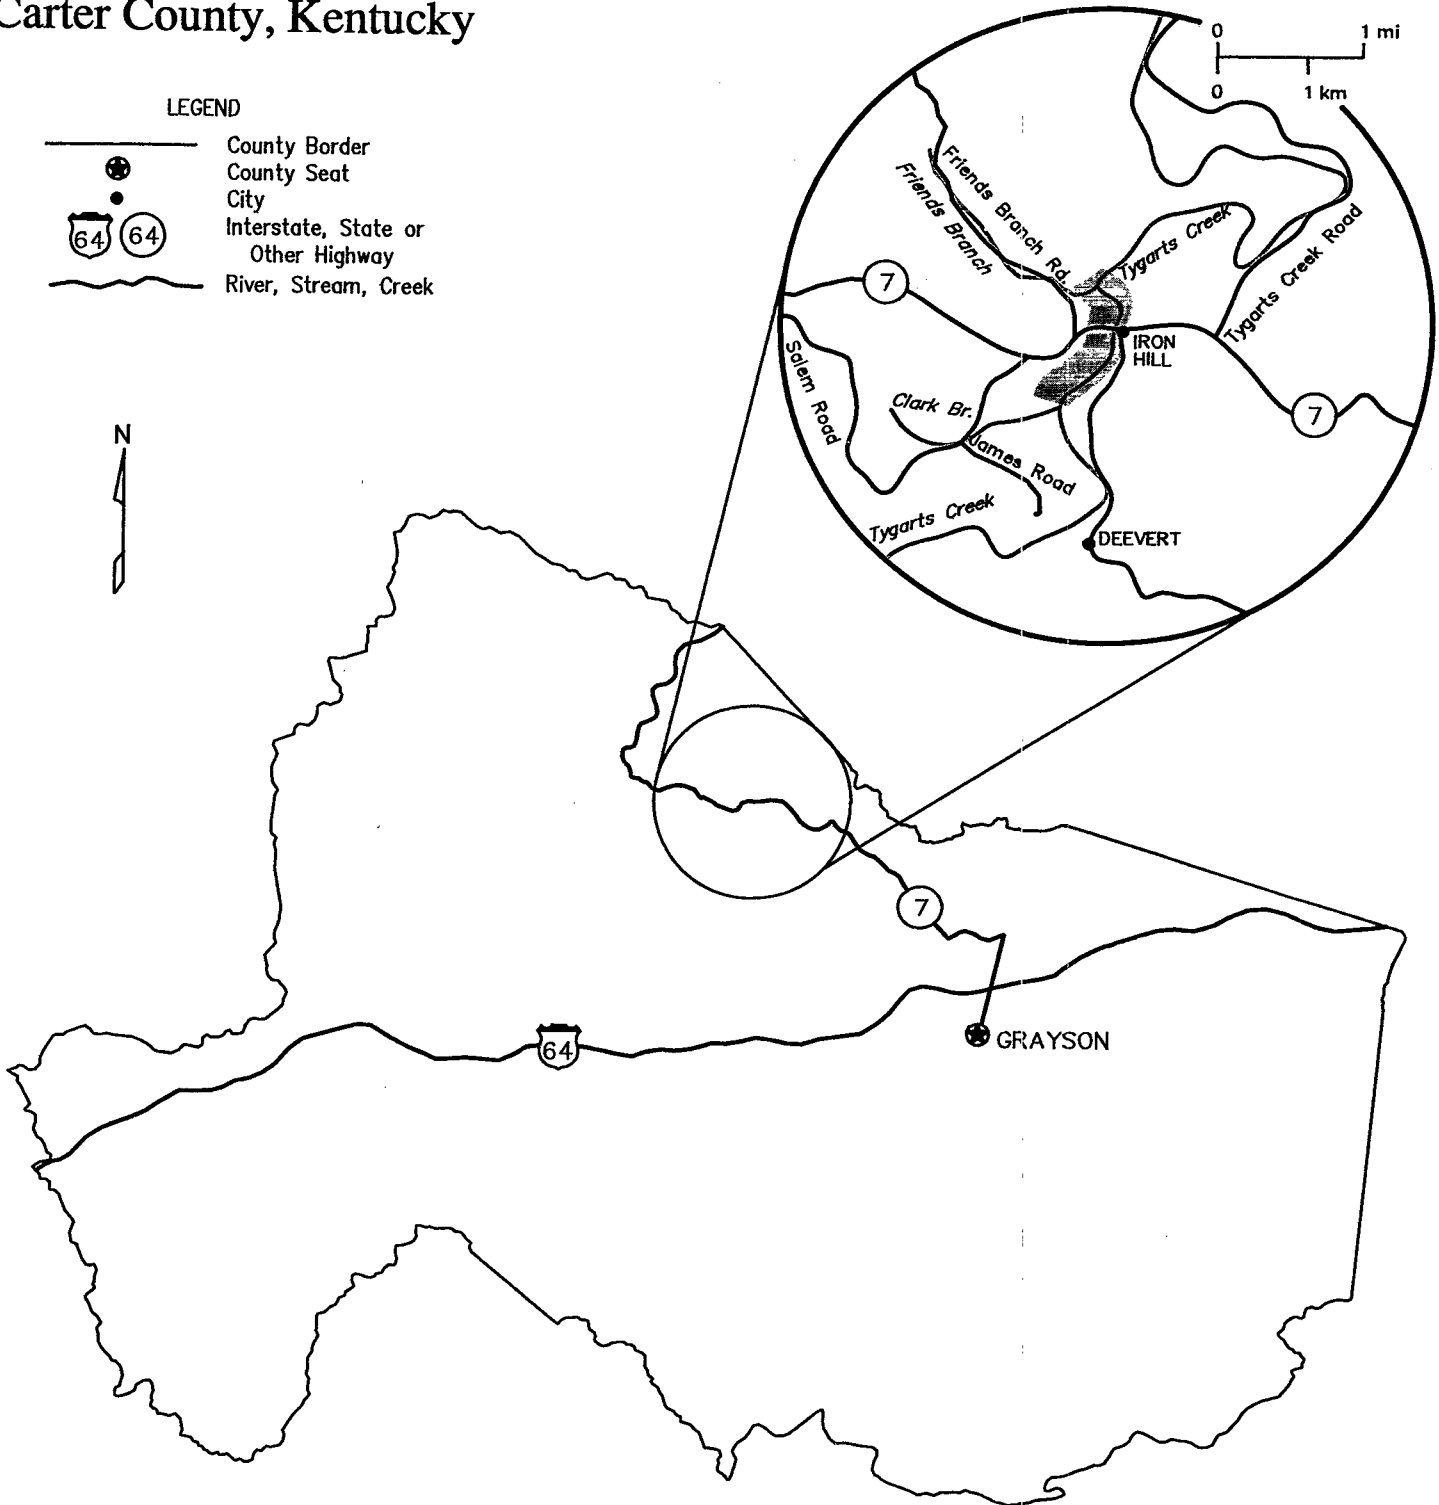 Carter County, Kentucky
LEGEND
County Border
County Seat
City
64 64
Interstate, State or
Other Highway
River, Stream, Creek
N
0 1 mi
0 1 km
Friends Branch Rd.
Friends Branch
Tygarts Creek
Tygarts Creek Road
7
IRON
HILL
Salem Road
Clark Br.
James Road
7
Tygarts Creek
DEEVERT
7
64
GRAYSON